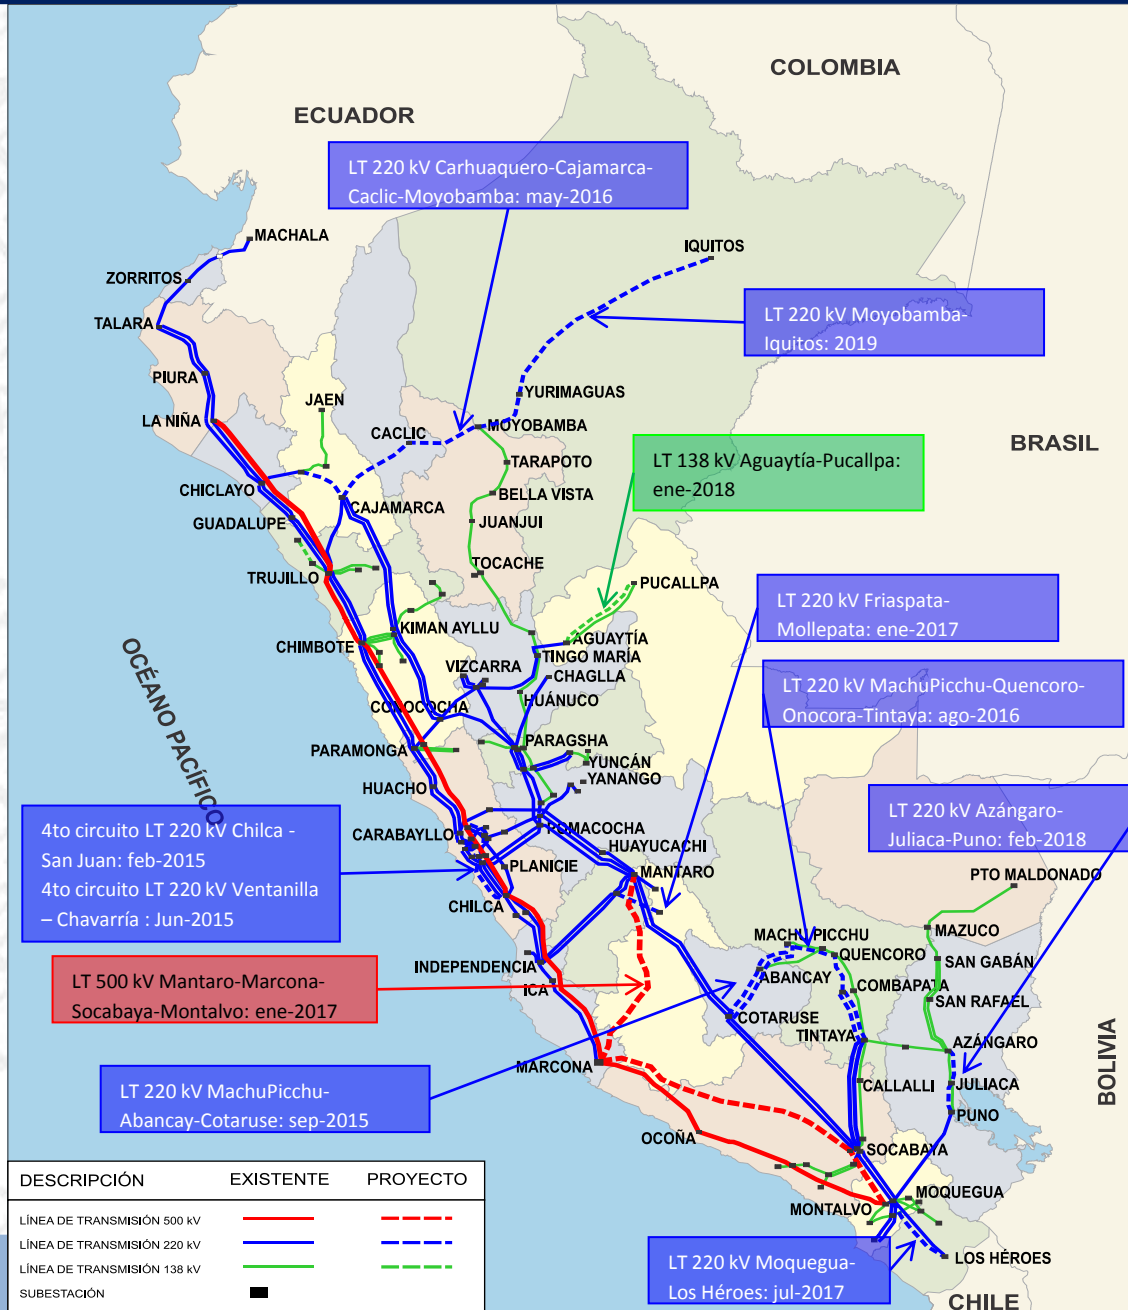 COLOMBIA
ECUADOR
LT 220 kV Carhuaquero-Cajamarca-
Caclic-Moyobamba: may-2016
MACHALA
IQUITOS
ZORRITOS
LT 220 kV Moyobamba-
Iquitos: 2019
TALARA
PIURA
YURIMAGUAS
JAEN
LA NIÑA
MOYOBAMBA
CACLIC
BRASIL
TARAPOTO
LT 138 kV Aguaytía-Pucallpa:
ene-2018
CHICLAYO
BELLA VISTA
CAJAMARCA
GUADALUPE
JUANJUI
TOCACHE
TRUJILLO
PUCALLPA
LT 220 kV Friaspata-
Mollepata: ene-2017
KIMAN AYLLU
CHIMBOTE
AGUAYTÍA
TINGO MARÍA
VIZCARRA
CHAGLLA
OCÉANO PACÍFICO
LT 220 kV MachuPicchu-Quencoro-
Onocora-Tintaya: ago-2016
HUÁNUCO
CONOCOCHA
PARAGSHA
PARAMONGA
YUNCÁN
YANANGO
HUACHO
LT 220 kV Azángaro-
Juliaca-Puno: feb-2018
4to circuito LT 220 kV Chilca -
San Juan: feb-2015
4to circuito LT 220 kV Ventanilla
– Chavarría : Jun-2015
CARABAYLLO
POMACOCHA
HUAYUCACHI
PLANICIE
MANTARO
PTO MALDONADO
CHILCA
MAZUCO
MACHU PICCHU
QUENCORO
SAN GABÁN
INDEPENDENCIA
ABANCAY
COMBAPATA
LT 500 kV Mantaro-Marcona-
Socabaya-Montalvo: ene-2017
ICA
SAN RAFAEL
COTARUSE
TINTAYA
AZÁNGARO
MARCONA
BOLIVIA
CALLALLI
JULIACA
LT 220 kV MachuPicchu-
Abancay-Cotaruse: sep-2015
PUNO
OCOÑA
SOCABAYA
DESCRIPCIÓN EXISTENTE PROYECTO
MOQUEGUA
MONTALVO
LÍNEA DE TRANSMISIÓN 500 kV
LÍNEA DE TRANSMISIÓN 220 kV
LÍNEA DE TRANSMISIÓN 138 kV
SUBESTACIÓN
LT 220 kV Moquegua-
Los Héroes: jul-2017
LOS HÉROES
CHILE